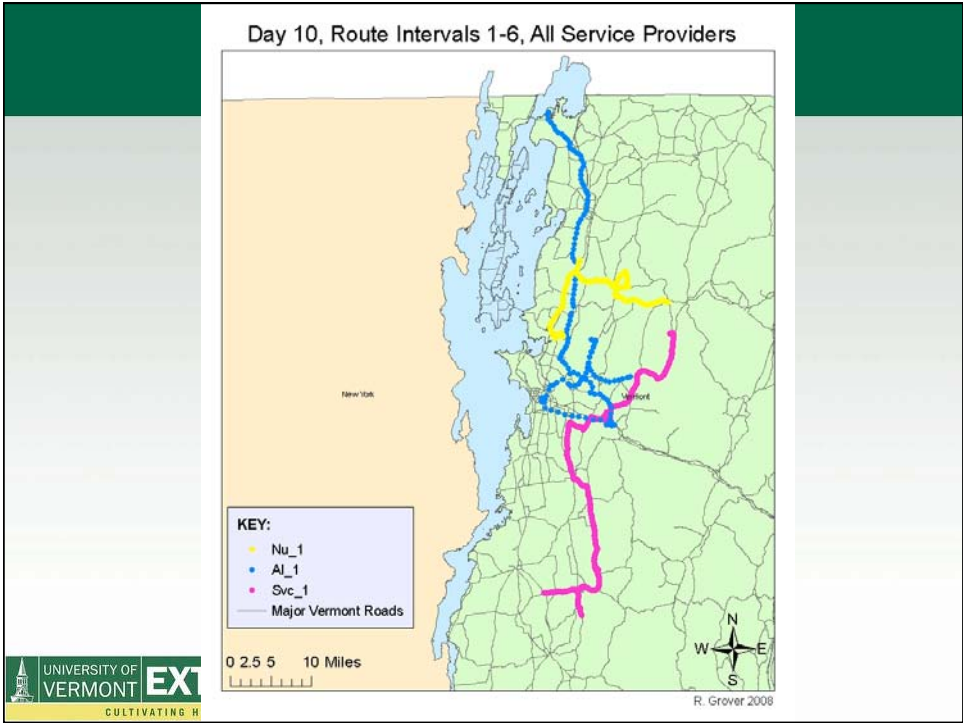 Day 10, Route Intervals 1-6, All Service Providers
New York
Vermont
KEY:
Nu_1
Al_1
Svc_1
Major Vermont Roads
N
W E
S
0 2.5 5 10 Miles
R. Grover 2008
UNIVERSITY OF
VERMONT EXT
CULTIVATING H